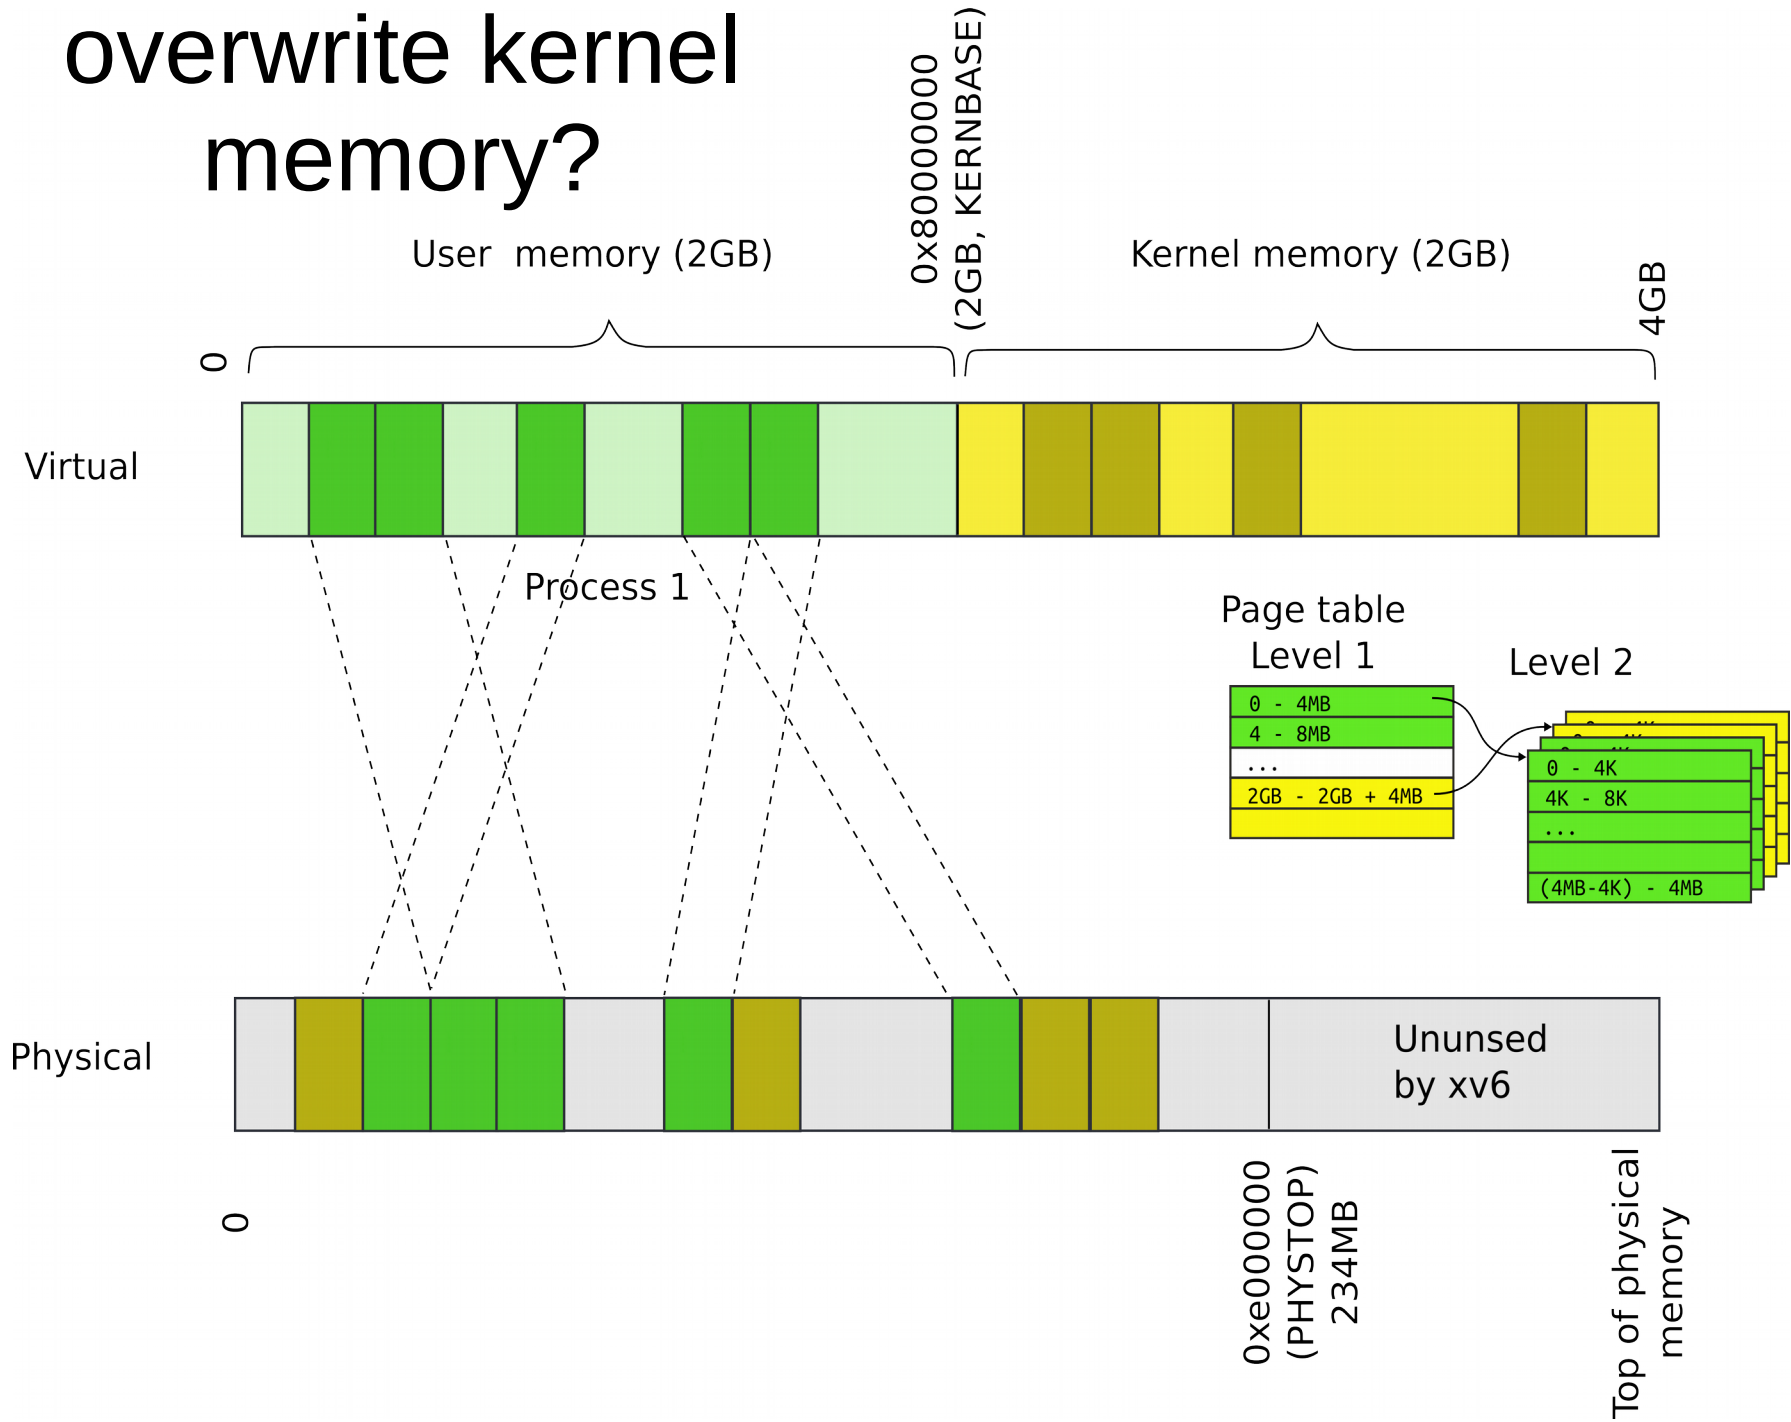 overwrite kernel
memory?
0x80000000
(2GB, KERNBASE)
User  memory (2GB)
Kernel memory (2GB)
4GB
0
Virtual
Process 1
Page table
Level 1
Level 2
0 - 4MB
4 - 8MB
...
2GB - 2GB + 4MB
0 - 4K
4K - 8K
...
(4MB-4K) - 4MB
Physical
Ununsed
by xv6
0
0xe000000
(PHYSTOP)
234MB
Top of physical
memory